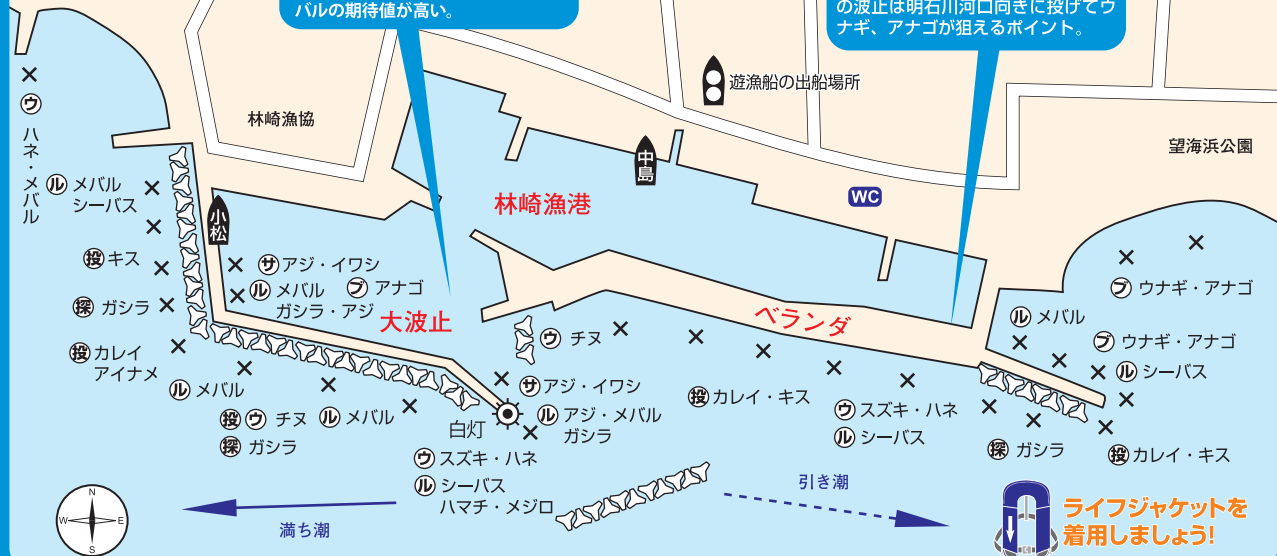 バルの期待値が高い。
の波止は明石川河口向きに投げてウ
ナギ、アナゴが狙えるポイント。
遊漁船の出船場所
林崎漁協
望海浜公園
中島
WC
林崎漁港
小松
ウ
ハネ・メバル
ル メバル
シーバス
投 キス
探 ガシラ
投 カレイ
アイナメ
サ アジ・イワシ
ル メバル
ガシラ・アジ
プ アナゴ
大波止
ベランダ
ル メバル
投 ウ チヌ
探 ガシラ
ル メバル
白灯
ウ チヌ
サ アジ・イワシ
ル アジ・メバル
ガシラ
ウ スズキ・ハネ
ル シーバス
ハマチ・メジロ
投 カレイ・キス
ウ スズキ・ハネ
ル シーバス
プ ウナギ・アナゴ
ル メバル
プ ウナギ・アナゴ
ル シーバス
探 ガシラ
投 カレイ・キス
満ち潮
引き潮
N
W E
S
ライフジャケットを
着用しましょう!